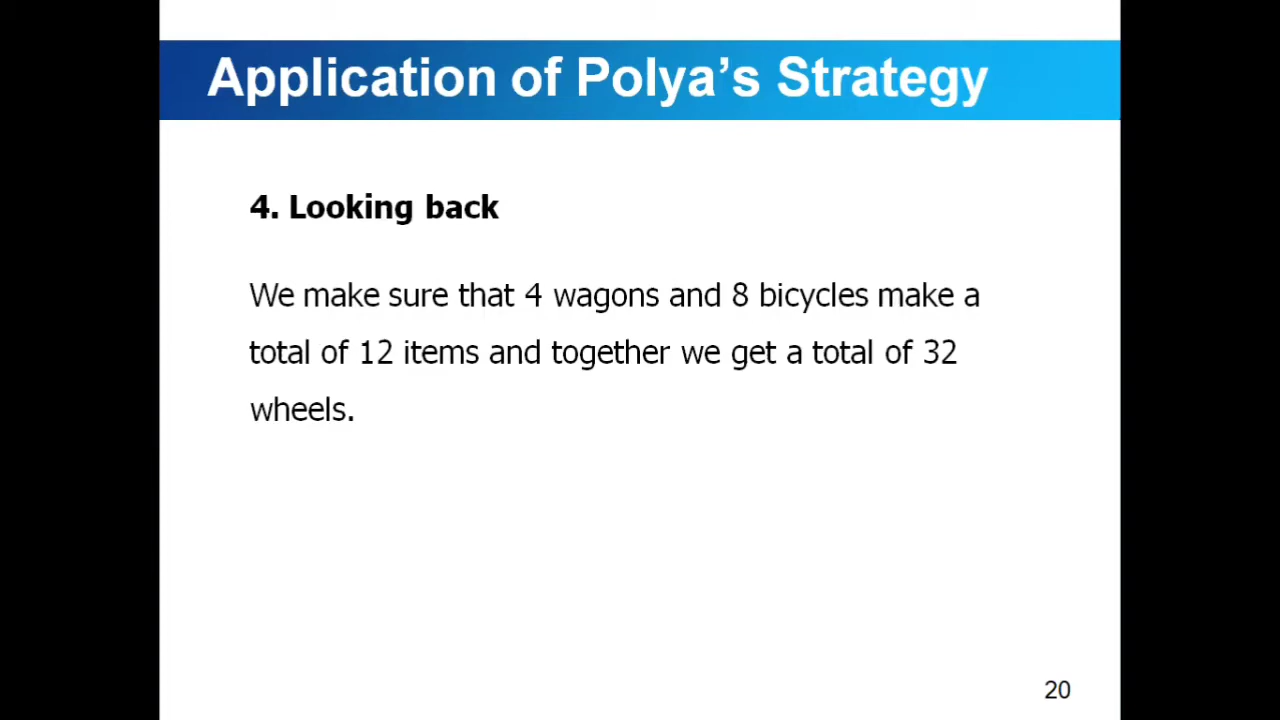 Application of Polya’s Strategy
4. Looking back
We make sure that 4 wagons and 8 bicycles make a
total of 12 items and together we get a total of 32
wheels.
20